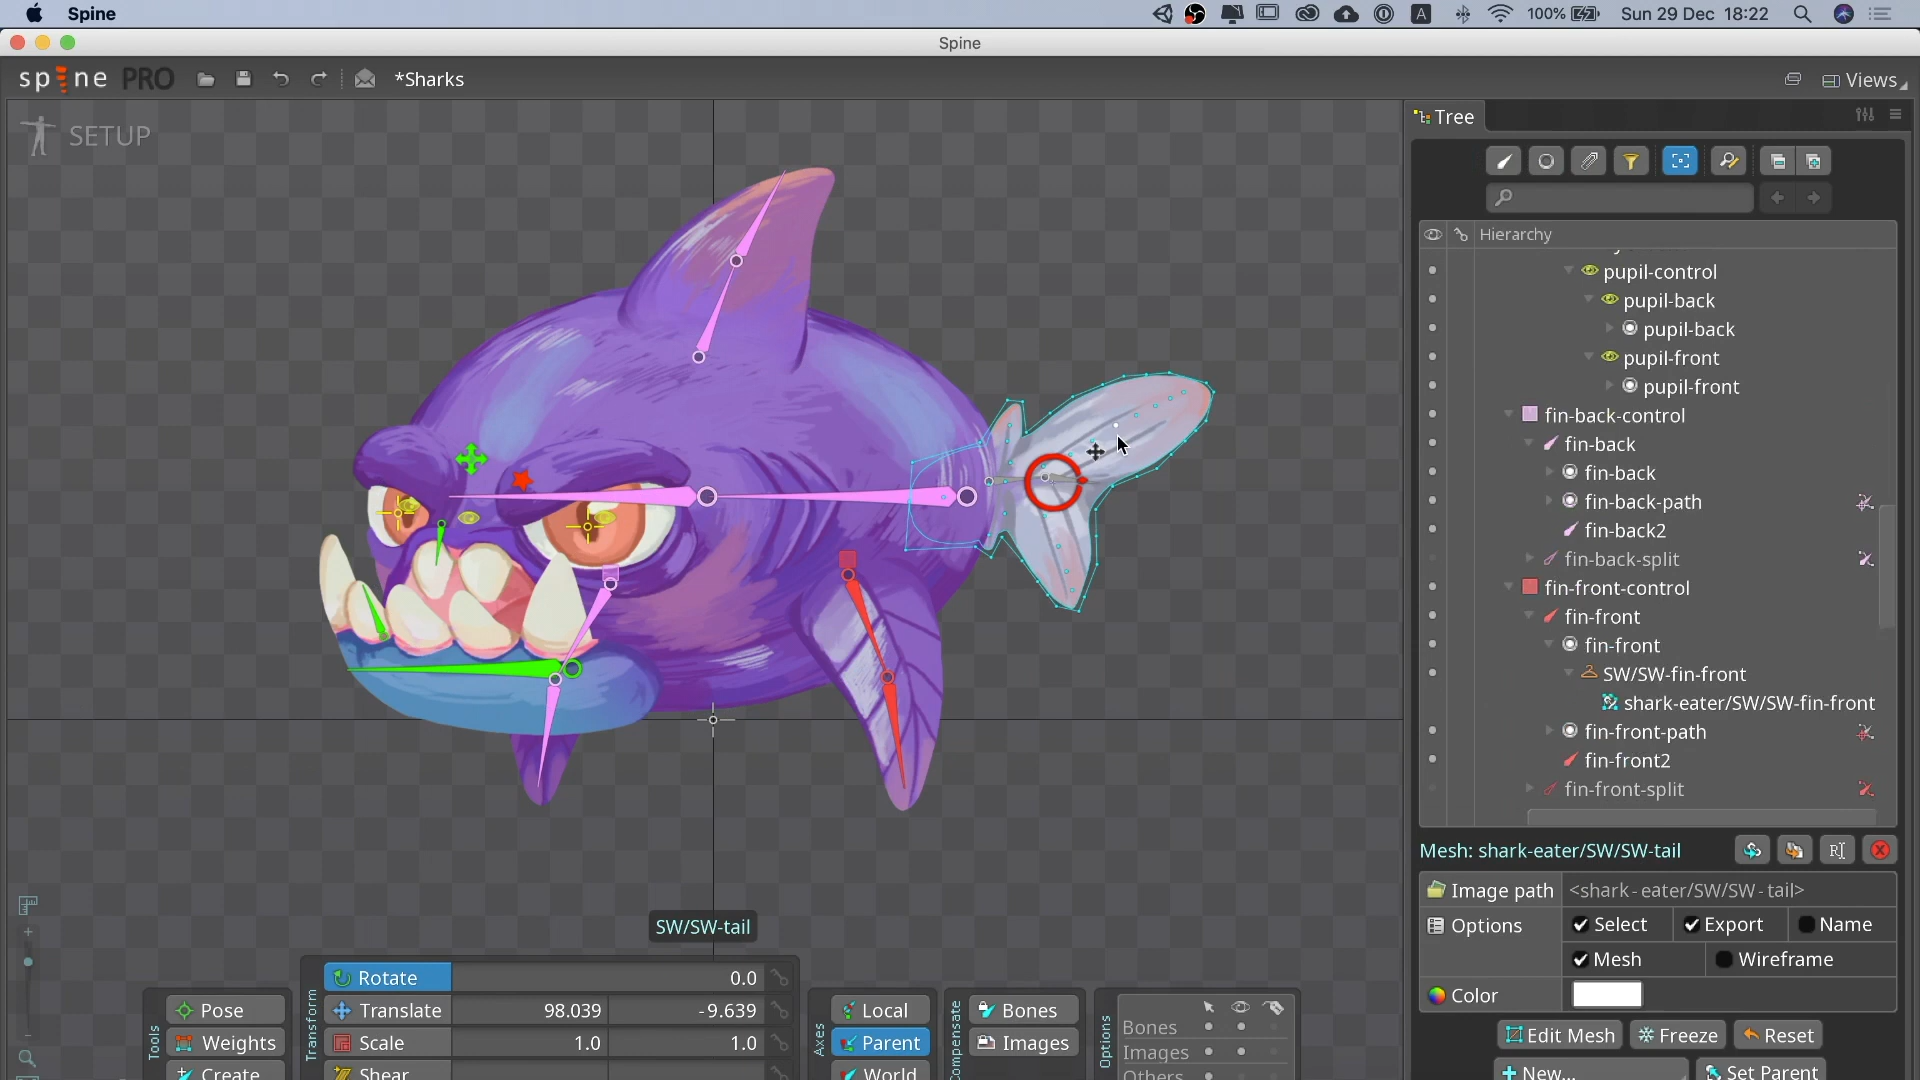 Spine
A
100%
Sun 29 Dec 18:22
Spine
spine PRO
*Sharks
Views
SETUP
Tree
Hierarchy
pupil-control
pupil-back
pupil-back
pupil-front
pupil-front
fin-back-control
fin-back
fin-back
fin-back-path
fin-back2
fin-back-split
fin-front-control
fin-front
fin-front
SW/SW-fin-front
shark-eater/SW/SW-fin-front
fin-front-path
fin-front2
fin-front-split
Mesh: shark-eater/SW/SW-tail
Image path <shark-eater/SW/SW-tail>
Options Select Export Name
Mesh Wireframe
Color
Edit Mesh Freeze Reset
New... Set Parent
SW/SW-tail
Tools
Pose
Weights
Create
Transform
Rotate 0.0
Translate 98.039 -9.639
Scale 1.0 1.0
Shear
Axes
Local
Parent
World
Compensate
Bones
Images
Options
Bones
Images
Others